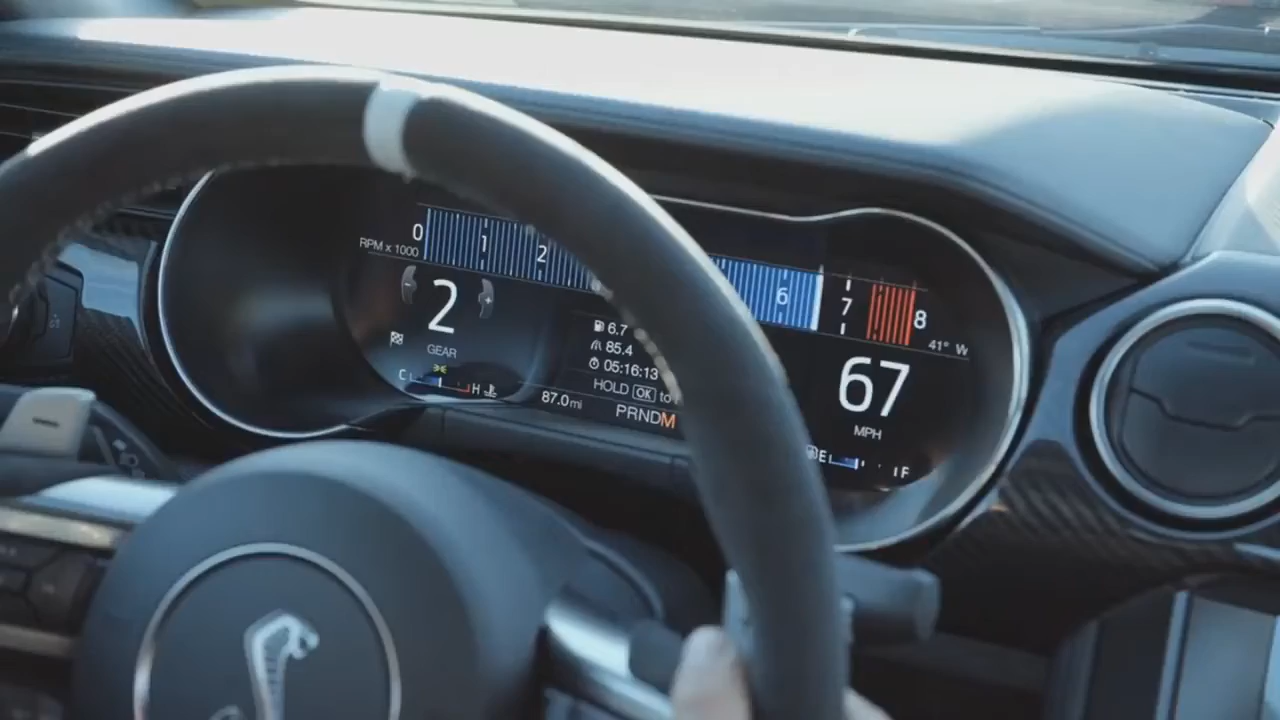 0 1 2 6 7 8
RPM x 1000
41° W
2
GEAR
6.7
85.4
05:16:13
HOLD OK to
67
MPH
C H
87.0mi
PRNDM
E F